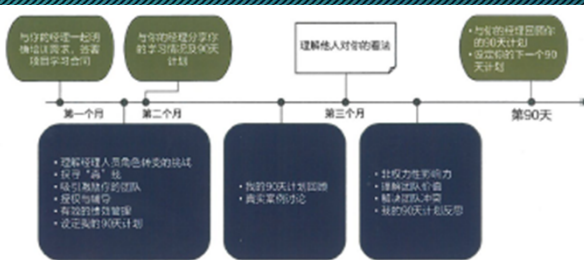 与你的经理一起明
确培训需求，签署
项目学习合同
与你的经理分享你
的学习情况及90天
计划
理解他人对你的看法
• 与你的经理回顾你
的90天计划
• 设定你的下一个90
天计划
第一个月
第二个月
第三个月
第90天
• 理解经理人员角色转变的挑战
• 探寻“高”线
• 吸引激励你的团队
• 授权与辅导
• 有效的绩效管理
• 设定我的90天计划
• 我的90天计划回顾
• 真实案例讨论
• 非权力性影响力
• 理解团队价值
• 解决团队冲突
• 我的90天计划反思